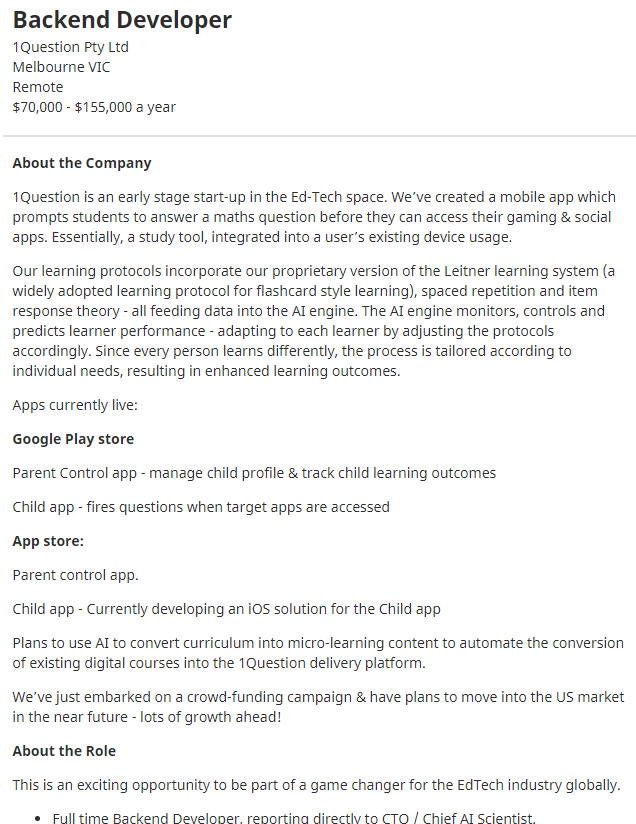 Backend Developer
1Question Pty Ltd
Melbourne VIC
Remote
$70,000 - $155,000 a year
About the Company
1Question is an early stage start-up in the Ed-Tech space. We've created a mobile app which
prompts students to answer a maths question before they can access their gaming & social
apps. Essentially, a study tool, integrated into a user's existing device usage.
Our learning protocols incorporate our proprietary version of the Leitner learning system (a
widely adopted learning protocol for flashcard style learning), spaced repetition and item
response theory - all feeding data into the AI engine. The AI engine monitors, controls and
predicts learner performance - adapting to each learner by adjusting the protocols
accordingly. Since every person learns differently, the process is tailored according to
individual needs, resulting in enhanced learning outcomes.
Apps currently live:
Google Play store
Parent Control app - manage child profile & track child learning outcomes
Child app - fires questions when target apps are accessed
App store:
Parent control app.
Child app - Currently developing an iOS solution for the Child app
Plans to use AI to convert curriculum into micro-learning content to automate the conversion
of existing digital courses into the 1Question delivery platform.
We've just embarked on a crowd-funding campaign & have plans to move into the US market
in the near future - lots of growth ahead!
About the Role
This is an exciting opportunity to be part of a game changer for the EdTech industry globally.
• Full time Backend Developer, reporting directly to CTO / Chief AI Scientist.